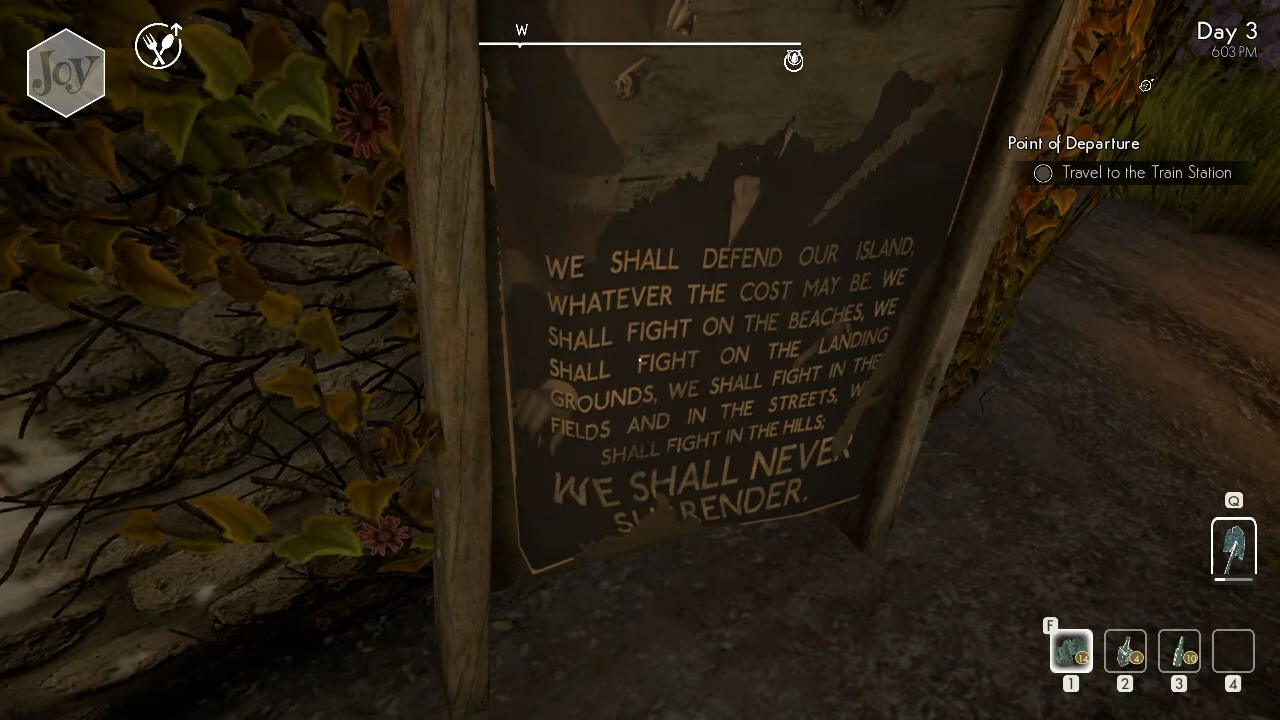 Joy
W
Day 3
6:03 PM
Point of Departure
Travel to the Train Station
WE SHALL DEFEND OUR ISLAND,
WHATEVER THE COST MAY BE. WE
SHALL FIGHT ON THE BEACHES, WE
SHALL FIGHT ON THE LANDING
GROUNDS, WE SHALL FIGHT IN THE
FIELDS AND IN THE STREETS, W
SHALL FIGHT IN THE HILLS;
WE SHALL NEVER
SURRENDER.
Q
F
14
4
10
1
2
3
4